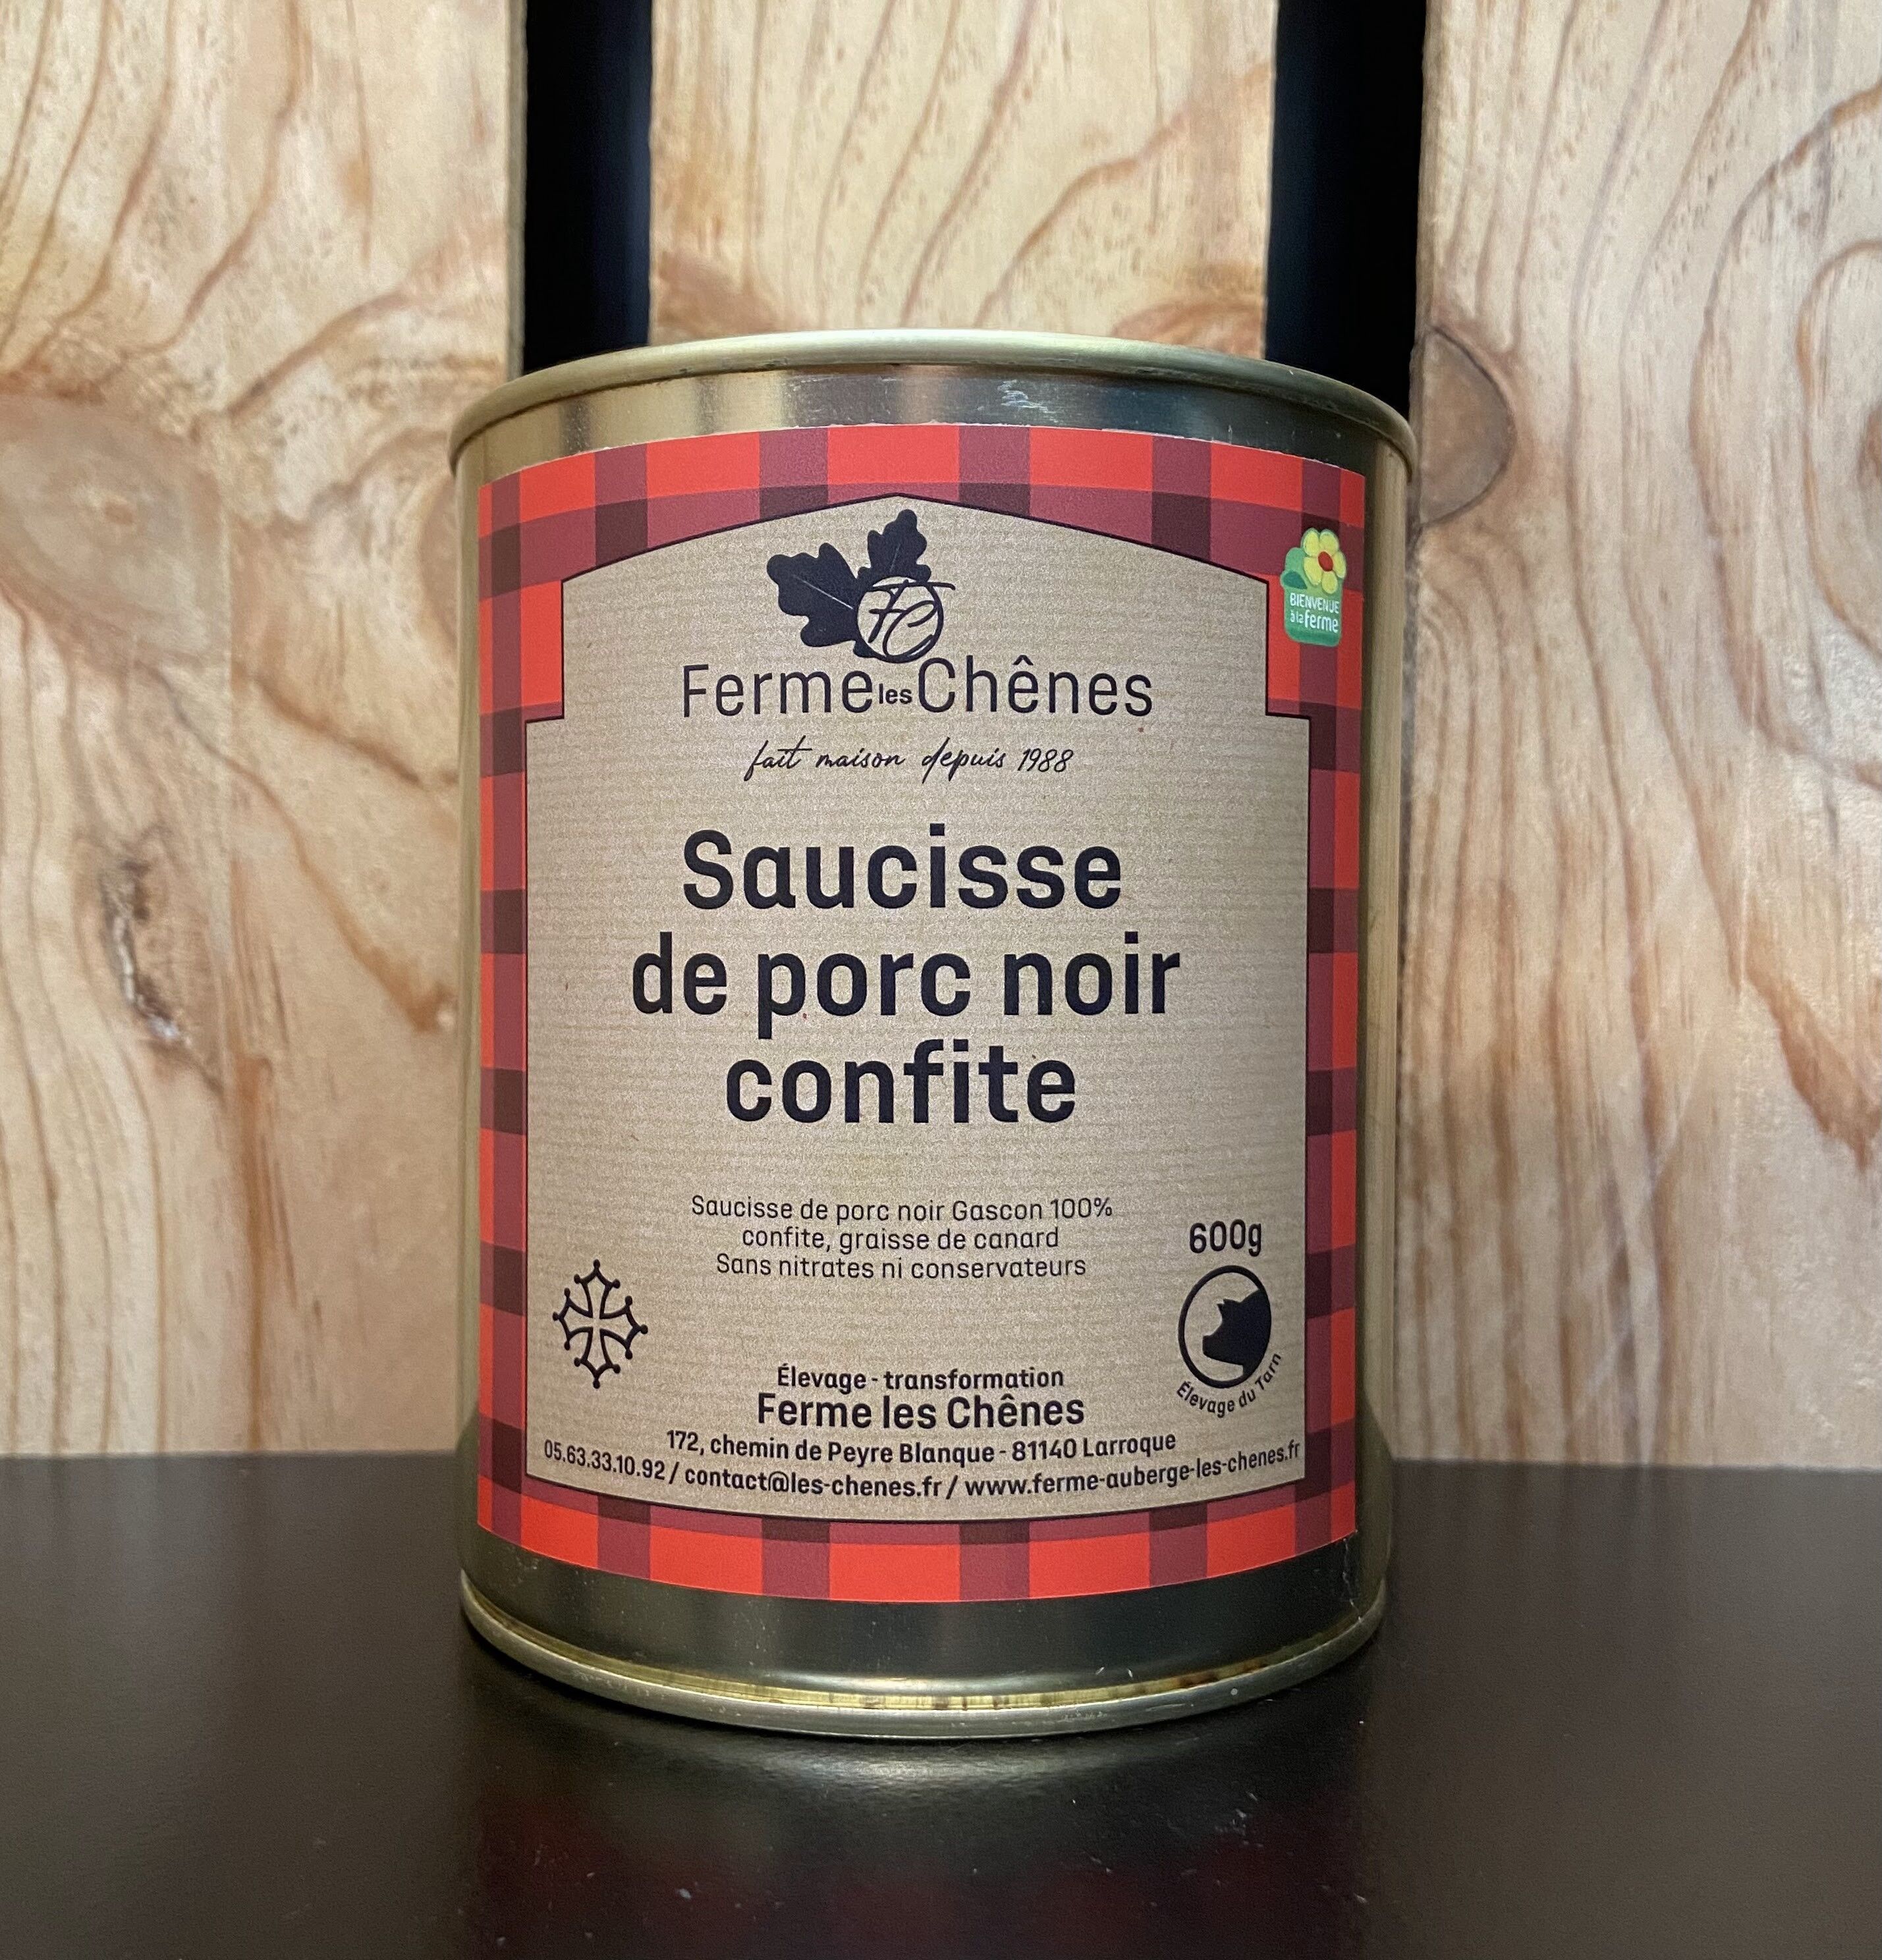 FC
BIENVENUE
à la ferme
Ferme les Chênes
fait maison depuis 1988
Saucisse
de porc noir
confite
Saucisse de porc noir Gascon 100%
confite, graisse de canard
Sans nitrates ni conservateurs
600g
Élevage du Tarn
Élevage - transformation
Ferme les Chênes
172, chemin de Peyre Blanque - 81140 Larroque
05.63.33.10.92 / contact@les-chenes.fr / www.ferme-auberge-les-chenes.fr